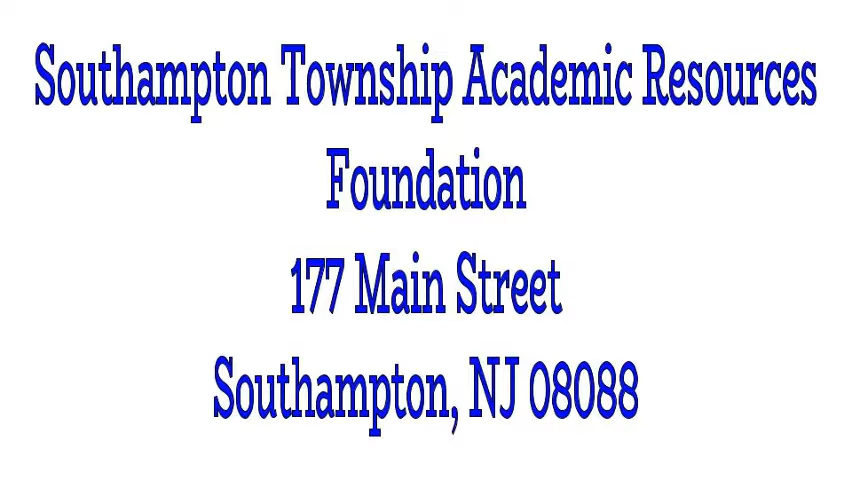 Southampton Township Academic Resources
Foundation
177 Main Street
Southampton, NJ 08088